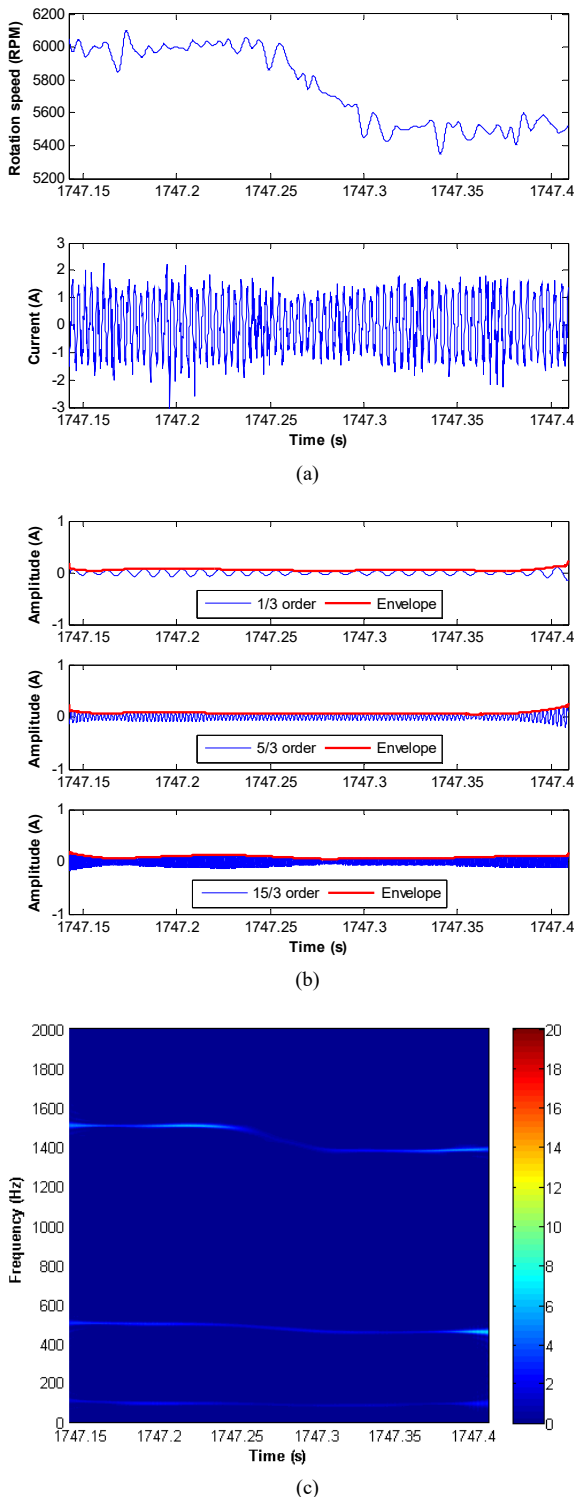 6200
6000
5800
5600
5400
5200
Rotation speed (RPM)
1747.15 1747.2 1747.25 1747.3 1747.35 1747.4
3
2
1
0
-1
-2
-3
Current (A)
1747.15 1747.2 1747.25 1747.3 1747.35 1747.4
Time (s)
(a)
1
0
-1
Amplitude (A)
1/3 order Envelope
1747.15 1747.2 1747.25 1747.3 1747.35 1747.4
1
0
-1
Amplitude (A)
5/3 order Envelope
1747.15 1747.2 1747.25 1747.3 1747.35 1747.4
1
0
-1
Amplitude (A)
15/3 order Envelope
1747.15 1747.2 1747.25 1747.3 1747.35 1747.4
Time (s)
(b)
2000
1800
1600
1400
1200
1000
800
600
400
200
0
Frequency (Hz)
1747.15 1747.2 1747.25 1747.3 1747.35 1747.4
Time (s)
20
18
16
14
12
10
8
6
4
2
0
(c)